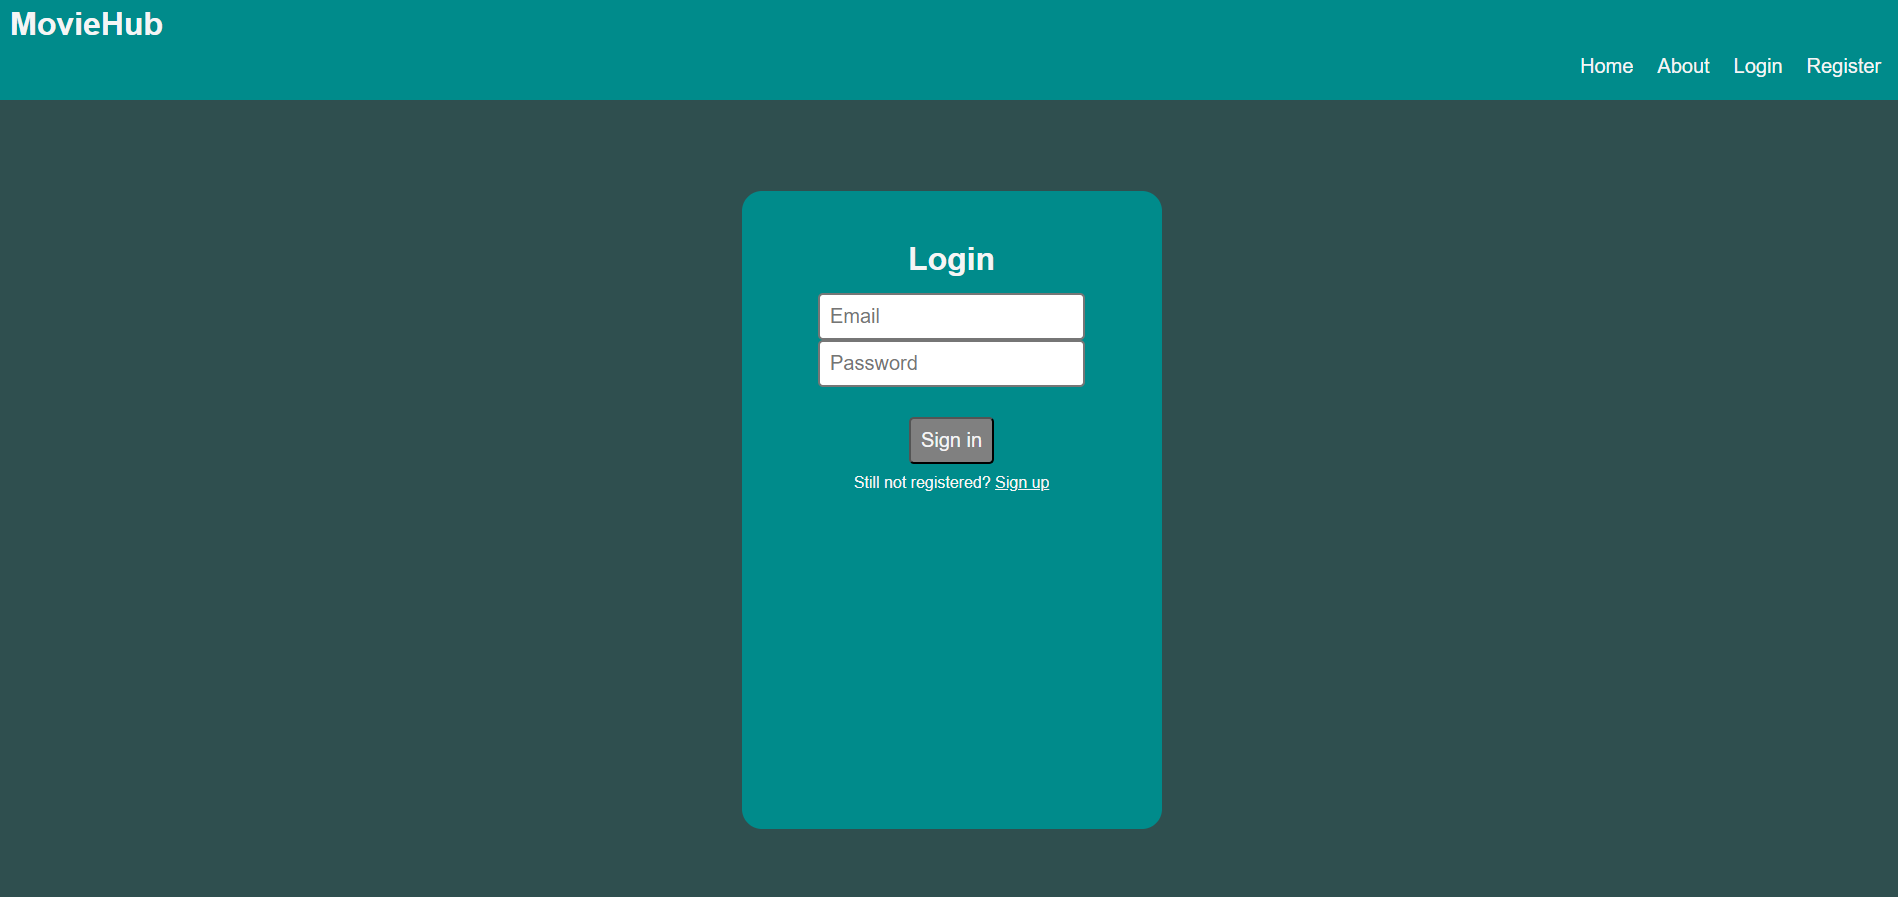 MovieHub
Home About Login Register
Login
Email
Password
Sign in
Still not registered? Sign up